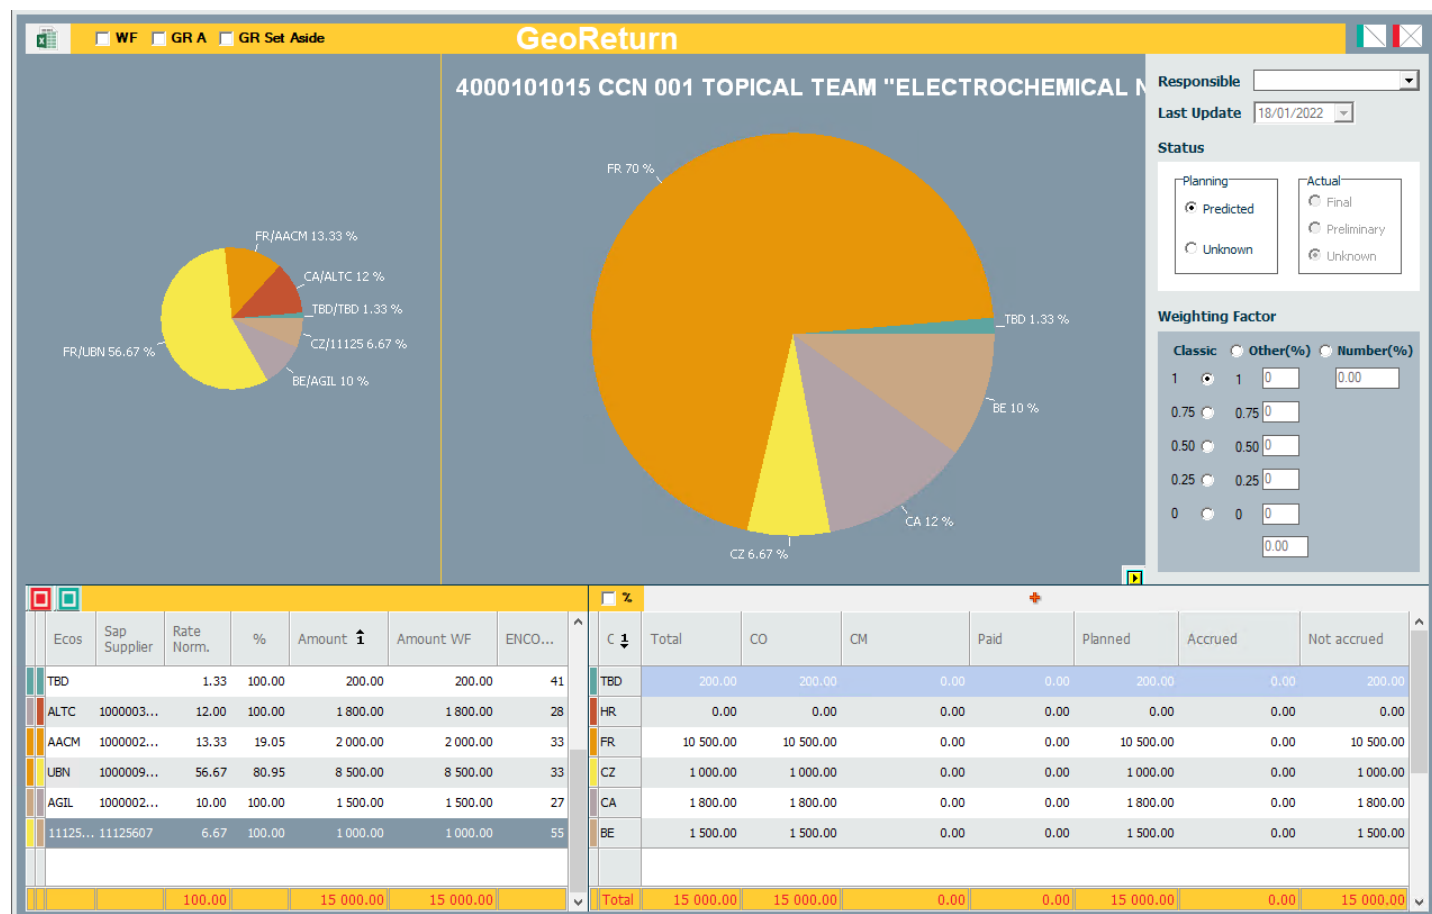 WF GR A GR Set Aside GeoReturn
4000101015 CCN 001 TOPICAL TEAM "ELECTROCHEMICAL N
FR/AACM 13.33 %
CA/ALTC 12 %
TBD/TBD 1.33 %
CZ/11125 6.67 %
BE/AGIL 10 %
FR/UBN 56.67 %
FR 70 %
TBD 1.33 %
BE 10 %
CA 12 %
CZ 6.67 %
Responsible
Last Update 18/01/2022
Status
Planning Actual
Predicted Final
Preliminary
Unknown Unknown
Weighting Factor
Classic Other(%) Number(%)
1 1 0 0.00
0.75 0.75 0
0.50 0.50 0
0.25 0.25 0
0 0 0
0.00
Ecos Sap Supplier Rate Norm. % Amount 1 Amount WF ENCO...
TBD 1.33 100.00 200.00 200.00 41
ALTC 1000003... 12.00 100.00 1 800.00 1 800.00 28
AACM 1000002... 13.33 19.05 2 000.00 2 000.00 33
UBN 1000009... 56.67 80.95 8 500.00 8 500.00 33
AGIL 1000002... 10.00 100.00 1 500.00 1 500.00 27
11125... 11125607 6.67 100.00 1 000.00 1 000.00 55
100.00 15 000.00 15 000.00
%
C 1 Total CO CM Paid Planned Accrued Not accrued
TBD 200.00 200.00 0.00 0.00 200.00 0.00 200.00
HR 0.00 0.00 0.00 0.00 0.00 0.00 0.00
FR 10 500.00 10 500.00 0.00 0.00 10 500.00 0.00 10 500.00
CZ 1 000.00 1 000.00 0.00 0.00 1 000.00 0.00 1 000.00
CA 1 800.00 1 800.00 0.00 0.00 1 800.00 0.00 1 800.00
BE 1 500.00 1 500.00 0.00 0.00 1 500.00 0.00 1 500.00
Total 15 000.00 15 000.00 0.00 0.00 15 000.00 0.00 15 000.00